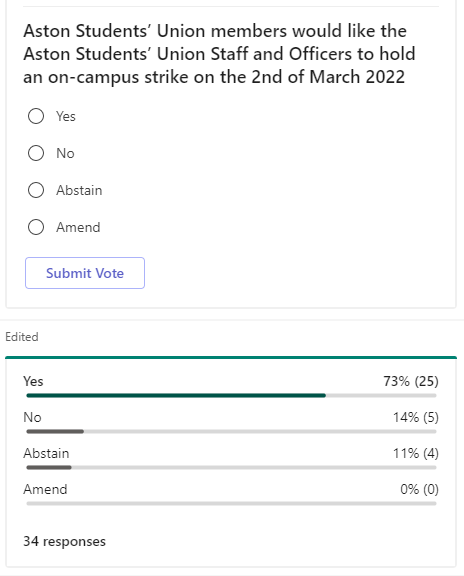 Aston Students’ Union members would like the
Aston Students’ Union Staff and Officers to hold
an on-campus strike on the 2nd of March 2022
Yes
No
Abstain
Amend
Submit Vote
Edited
Yes 73% (25)
No 14% (5)
Abstain 11% (4)
Amend 0% (0)
34 responses